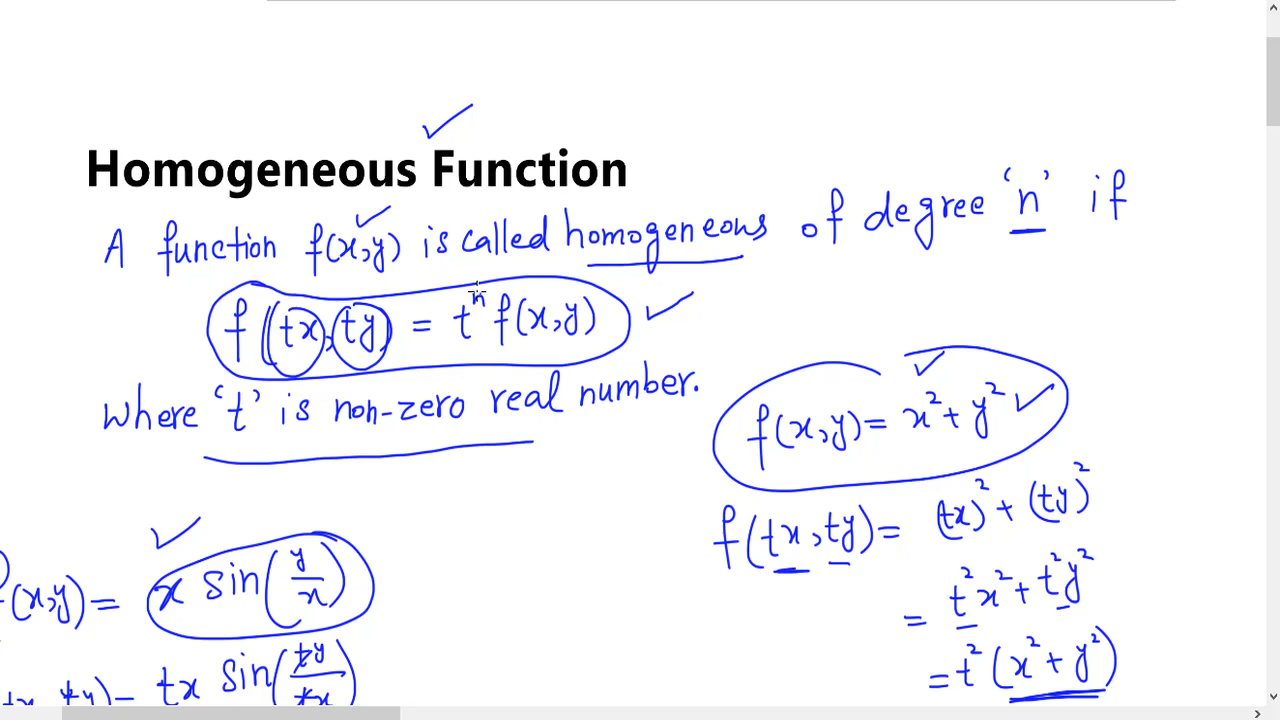 Homogeneous Function
A function f(x,y) is called homogeneous of degree 'n' if
f(tx,ty) = tⁿ f(x,y)
where 't' is non-zero real number.
f(x,y) = x² + y²
f(tx,ty) = (tx)² + (ty)²
= t²x² + t²y²
= t² (x² + y²)
f(x,y) = x sin(y/x)
tx sin(ty/tx)